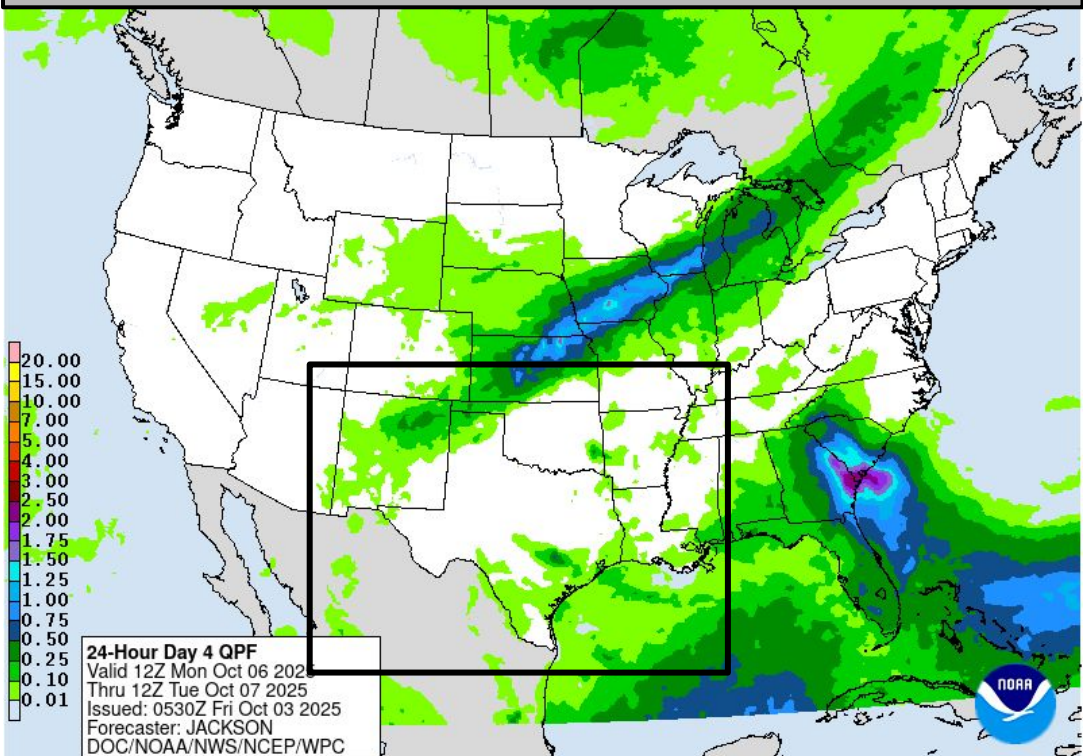 20.00
15.00
10.00
7.00
5.00
4.00
3.00
2.50
2.00
1.75
1.50
1.25
1.00
0.75
0.50
0.25
0.10
0.01
24-Hour Day 4 QPF
Valid 12Z Mon Oct 06 2025
Thru 12Z Tue Oct 07 2025
Issued: 0530Z Fri Oct 03 2025
Forecaster: JACKSON
DOC/NOAA/NWS/NCEP/WPC
NOAA